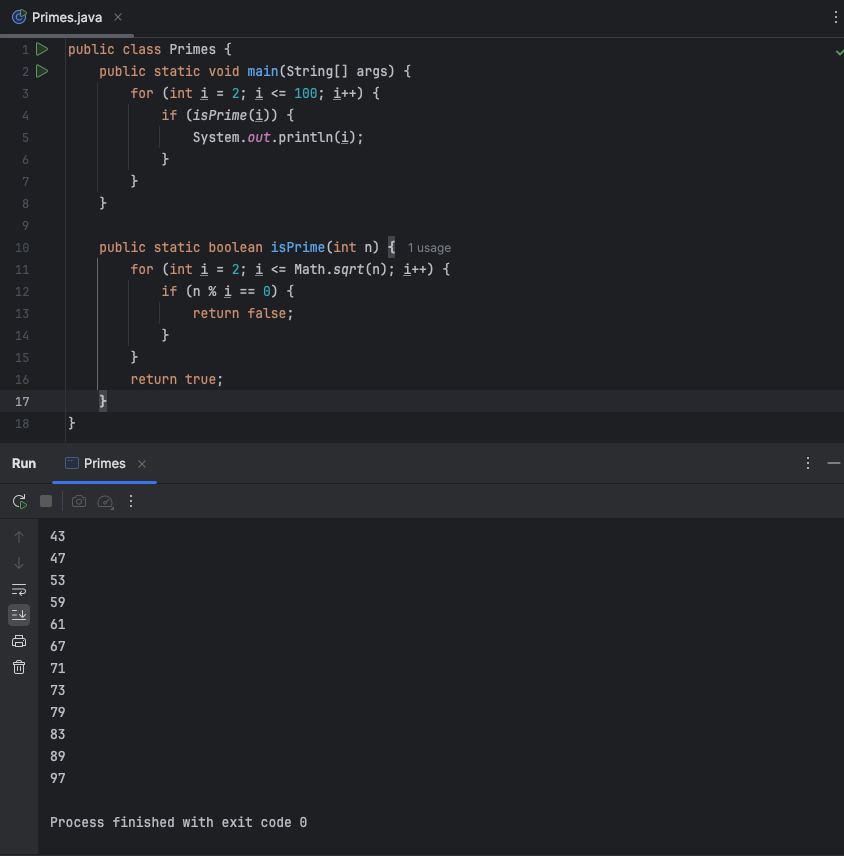 Primes.java
1 public class Primes {
2     public static void main(String[] args) {
3         for (int i = 2; i <= 100; i++) {
4             if (isPrime(i)) {
5                 System.out.println(i);
6             }
7         }
8     }
9
10     public static boolean isPrime(int n) { 1 usage
11         for (int i = 2; i <= Math.sqrt(n); i++) {
12             if (n % i == 0) {
13                 return false;
14             }
15         }
16         return true;
17     }
18 }
Run Primes
43
47
53
59
61
67
71
73
79
83
89
97
Process finished with exit code 0